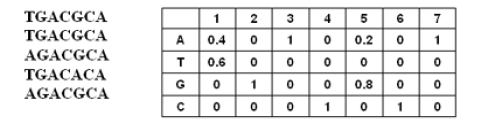 TGACGCA
TGACGCA
AGACGCA
TGACACA
AGACGCA
1 2 3 4 5 6 7
A 0.4 0 1 0 0.2 0 1
T 0.6 0 0 0 0 0 0
G 0 1 0 0 0.8 0 0
C 0 0 0 1 0 1 0